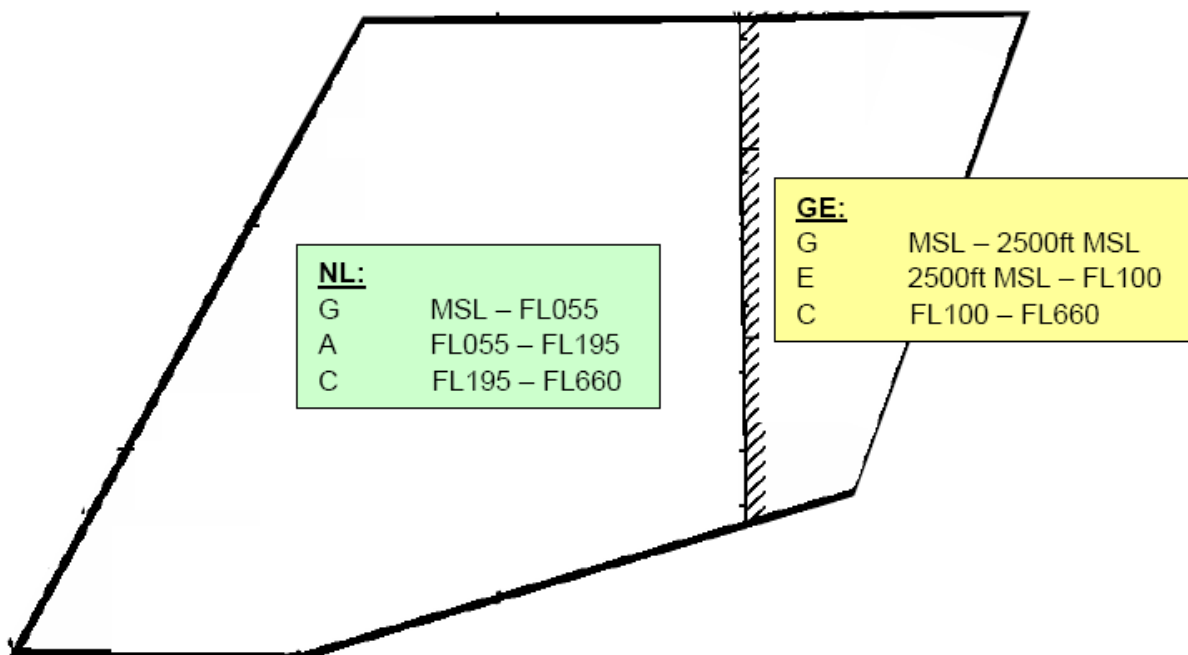 NL:
G MSL – FL055
A FL055 – FL195
C FL195 – FL660
GE:
G MSL – 2500ft MSL
E 2500ft MSL – FL100
C FL100 – FL660